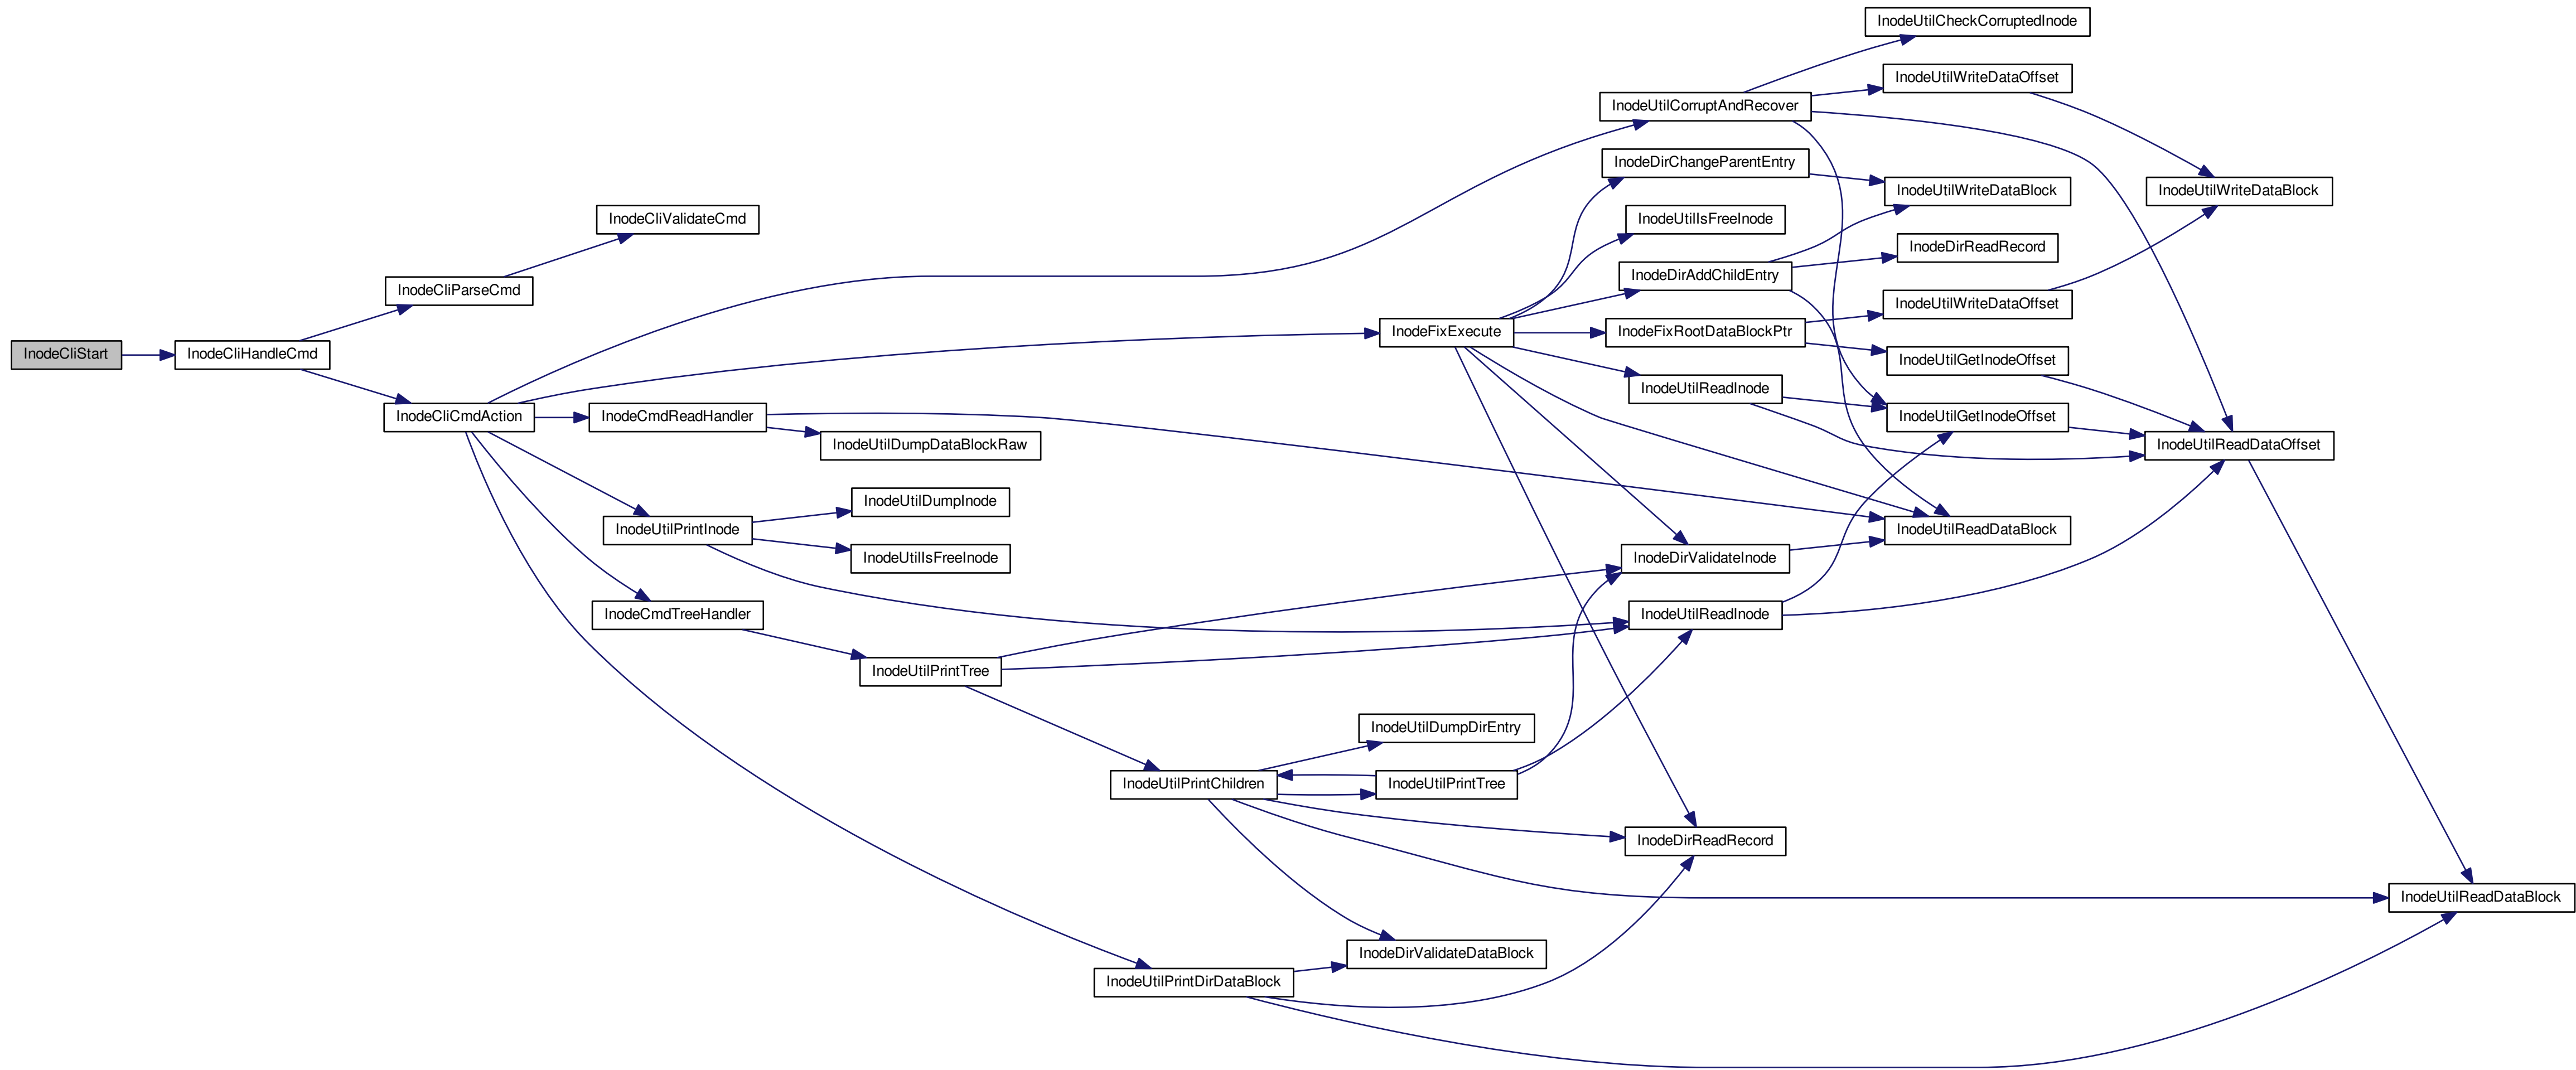 InodeUtilCheckCorruptedInode
InodeUtilWriteDataOffset
InodeUtilCorruptAndRecover
InodeDirChangeParentEntry
InodeUtilWriteDataBlock
InodeUtilWriteDataBlock
InodeCliValidateCmd
InodeUtilIsFreeInode
InodeDirReadRecord
InodeDirAddChildEntry
InodeCliParseCmd
InodeUtilWriteDataOffset
InodeFixExecute
InodeFixRootDataBlockPtr
InodeCliStart
InodeCliHandleCmd
InodeUtilGetInodeOffset
InodeUtilReadInode
InodeCliCmdAction
InodeCmdReadHandler
InodeUtilGetInodeOffset
InodeUtilDumpDataBlockRaw
InodeUtilReadDataOffset
InodeUtilDumpInode
InodeUtilPrintInode
InodeUtilReadDataBlock
InodeUtilIsFreeInode
InodeDirValidateInode
InodeCmdTreeHandler
InodeUtilReadInode
InodeUtilPrintTree
InodeUtilDumpDirEntry
InodeUtilPrintChildren
InodeUtilPrintTree
InodeDirReadRecord
InodeUtilReadDataBlock
InodeDirValidateDataBlock
InodeUtilPrintDirDataBlock